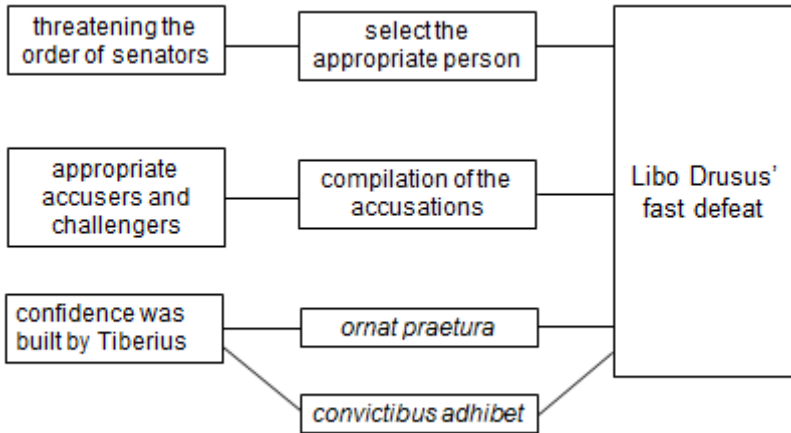 threatening the
order of senators
select the
appropriate person
appropriate
accusers and
challengers
compilation of the
accusations
Libo Drusus’
fast defeat
confidence was
built by Tiberius
ornat praetura
convictibus adhibet